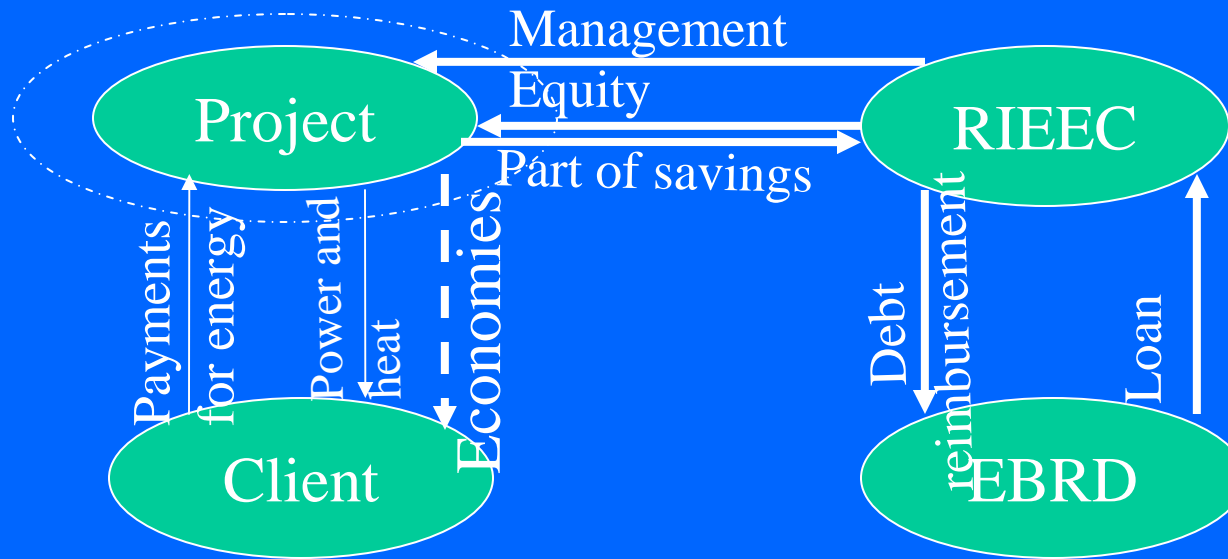 Management
Project
Equity
RIEEC
Part of savings
Payments
for energy
Power and
heat
Economies
Debt
reimbursement
Loan
Client
EBRD